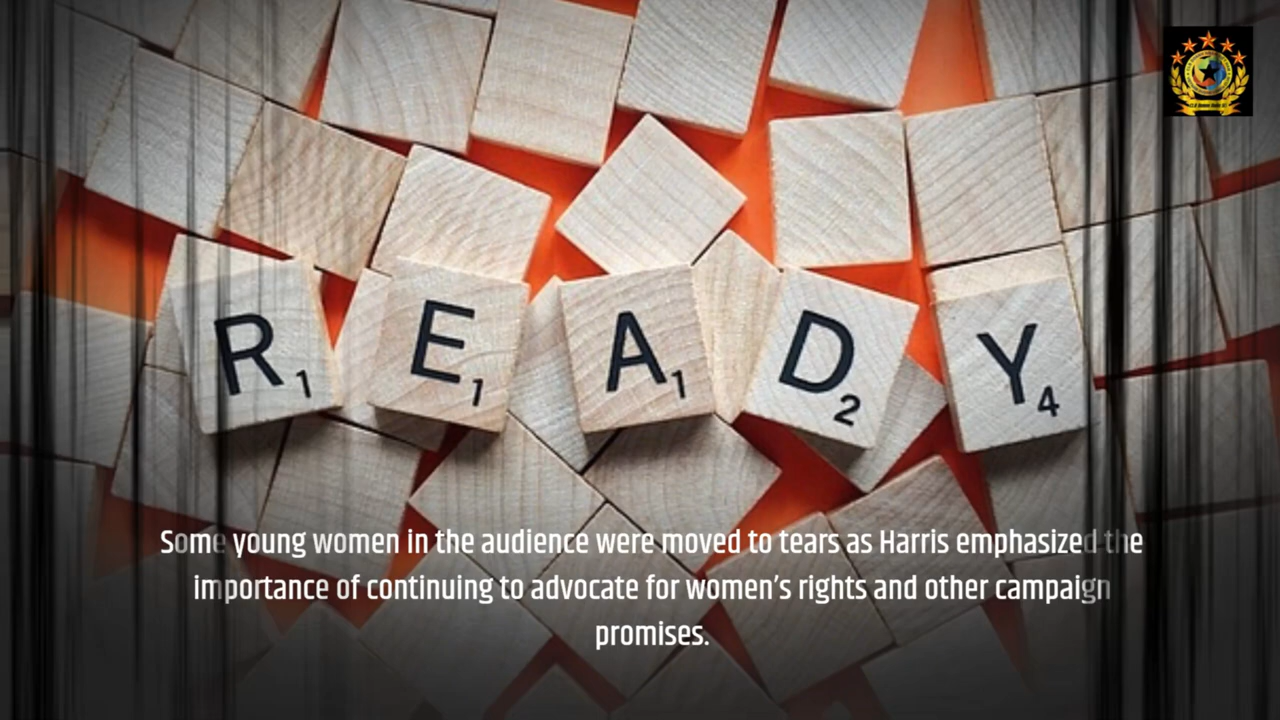 R1 E1 A1 D2 Y4
Some young women in the audience were moved to tears as Harris emphasized the
importance of continuing to advocate for women’s rights and other campaign
promises.